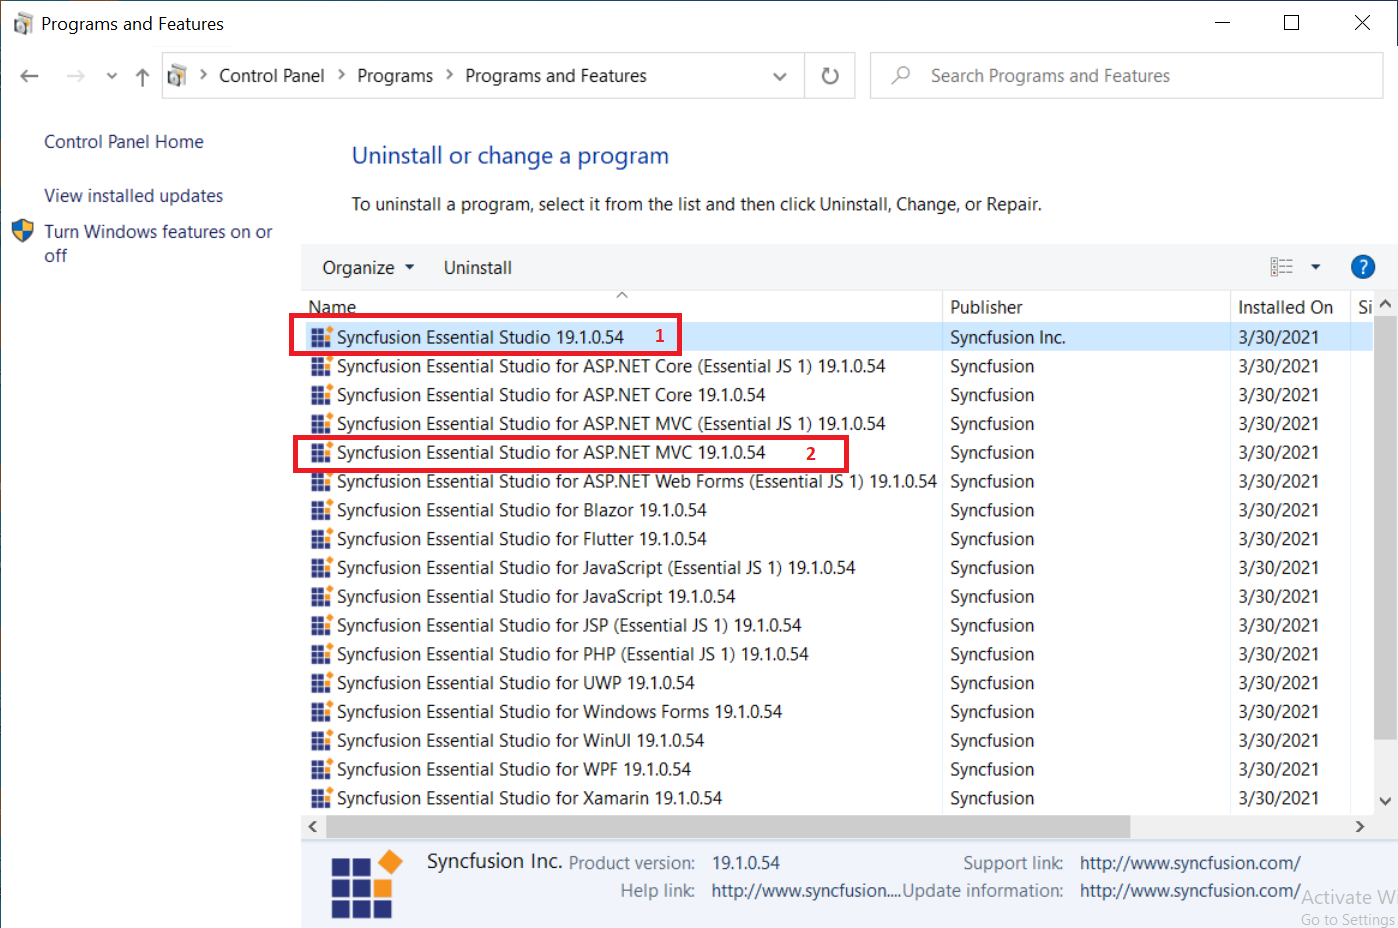 Programs and Features
Control Panel > Programs > Programs and Features
Search Programs and Features
Control Panel Home
View installed updates
Turn Windows features on or
off
Uninstall or change a program
To uninstall a program, select it from the list and then click Uninstall, Change, or Repair.
Organize Uninstall ?
Name Publisher Installed On Si
Syncfusion Essential Studio 19.1.0.54 1 Syncfusion Inc. 3/30/2021
Syncfusion Essential Studio for ASP.NET Core (Essential JS 1) 19.1.0.54 Syncfusion 3/30/2021
Syncfusion Essential Studio for ASP.NET Core 19.1.0.54 Syncfusion 3/30/2021
Syncfusion Essential Studio for ASP.NET MVC (Essential JS 1) 19.1.0.54 Syncfusion 3/30/2021
Syncfusion Essential Studio for ASP.NET MVC 19.1.0.54 2 Syncfusion 3/30/2021
Syncfusion Essential Studio for ASP.NET Web Forms (Essential JS 1) 19.1.0.54 Syncfusion 3/30/2021
Syncfusion Essential Studio for Blazor 19.1.0.54 Syncfusion 3/30/2021
Syncfusion Essential Studio for Flutter 19.1.0.54 Syncfusion 3/30/2021
Syncfusion Essential Studio for JavaScript (Essential JS 1) 19.1.0.54 Syncfusion 3/30/2021
Syncfusion Essential Studio for JavaScript 19.1.0.54 Syncfusion 3/30/2021
Syncfusion Essential Studio for JSP (Essential JS 1) 19.1.0.54 Syncfusion 3/30/2021
Syncfusion Essential Studio for PHP (Essential JS 1) 19.1.0.54 Syncfusion 3/30/2021
Syncfusion Essential Studio for UWP 19.1.0.54 Syncfusion 3/30/2021
Syncfusion Essential Studio for Windows Forms 19.1.0.54 Syncfusion 3/30/2021
Syncfusion Essential Studio for WinUI 19.1.0.54 Syncfusion 3/30/2021
Syncfusion Essential Studio for WPF 19.1.0.54 Syncfusion 3/30/2021
Syncfusion Essential Studio for Xamarin 19.1.0.54 Syncfusion 3/30/2021
Syncfusion Inc. Product version: 19.1.0.54 Support link: http://www.syncfusion.com/
Help link: http://www.syncfusion.... Update information: http://www.syncfusion.com/
Activate Wi
Go to Settings